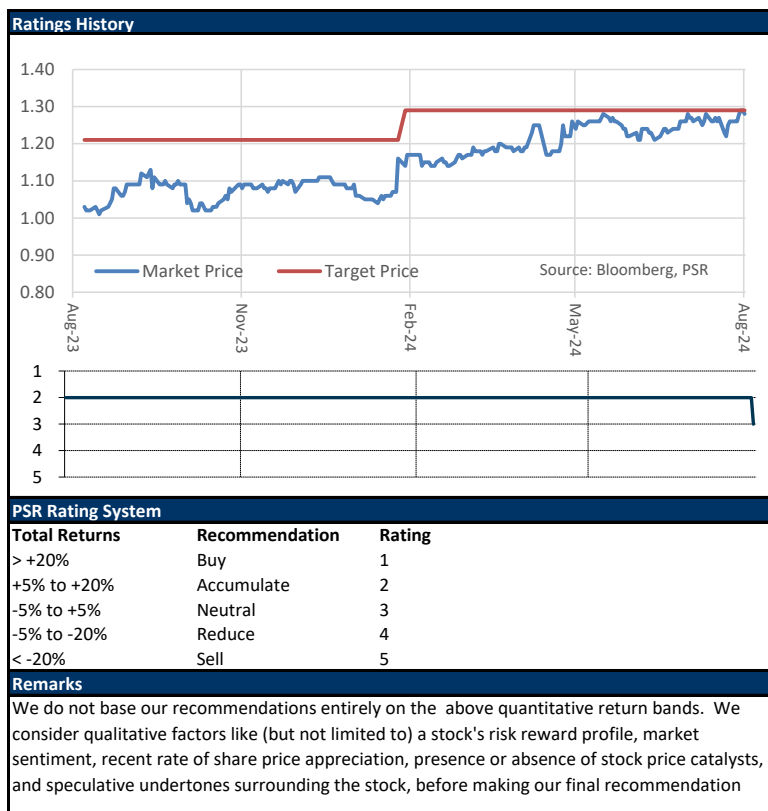 Ratings History
1.40
1.30
1.20
1.10
1.00
0.90
0.80
Market Price Target Price Source: Bloomberg, PSR
Aug-23 Nov-23 Feb-24 May-24 Aug-24
1
2
3
4
5
PSR Rating System
Total Returns Recommendation Rating
> +20% Buy 1
+5% to +20% Accumulate 2
-5% to +5% Neutral 3
-5% to -20% Reduce 4
< -20% Sell 5
Remarks
We do not base our recommendations entirely on the above quantitative return bands. We
consider qualitative factors like (but not limited to) a stock's risk reward profile, market
sentiment, recent rate of share price appreciation, presence or absence of stock price catalysts,
and speculative undertones surrounding the stock, before making our final recommendation